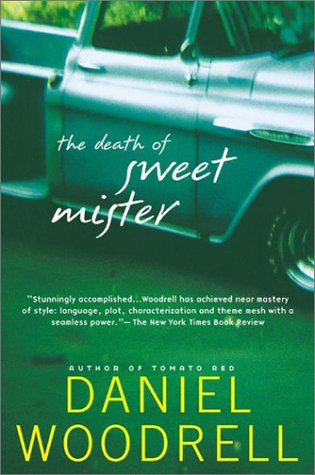 the death of
sweet
mister
"Stunningly accomplished...Woodrell has achieved near mastery
of style: language, plot, characterization and theme mesh with a
seamless power."—The New York Times Book Review
AUTHOR OF TOMATO RED
DANIEL
WOODRELL